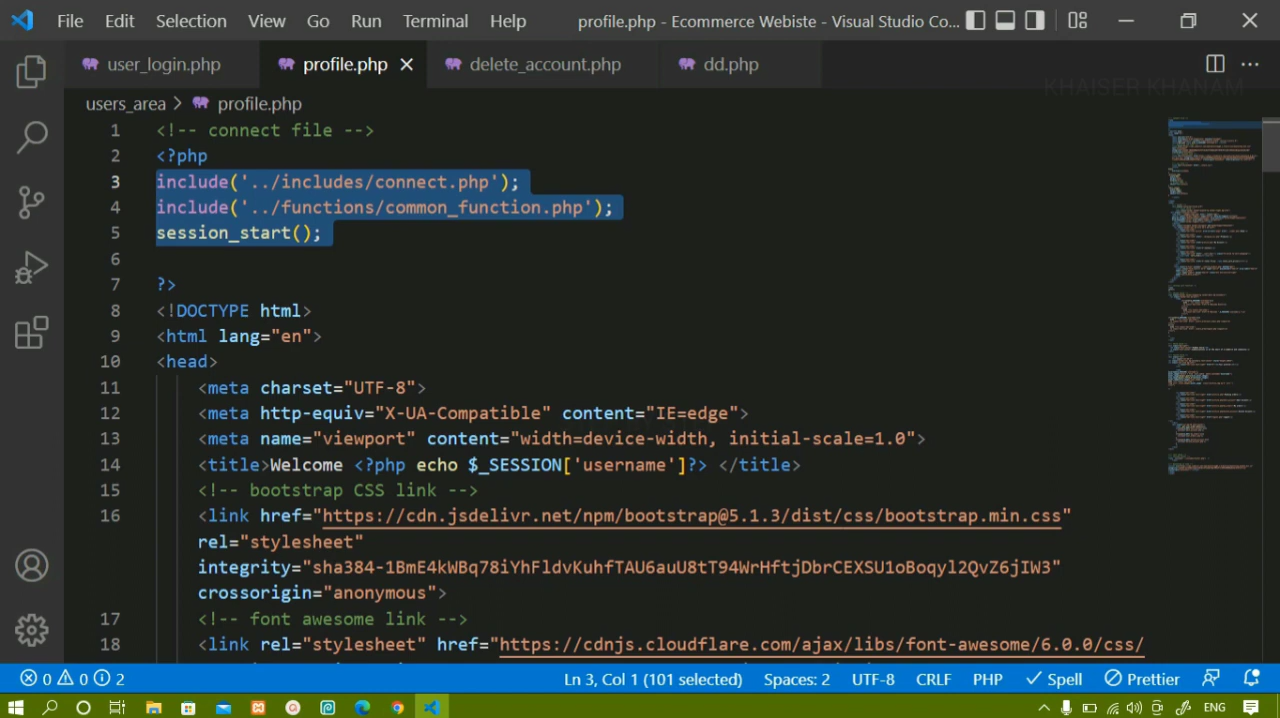 File Edit Selection View Go Run Terminal Help profile.php - Ecommerce Webiste - Visual Studio Co...
user_login.php profile.php delete_account.php dd.php
KHAISER KHANAM
users_area > profile.php
1 <!-- connect file -->
2 <?php
3 include('../includes/connect.php');
4 include('../functions/common_function.php');
5 session_start();
6
7 ?>
8 <!DOCTYPE html>
9 <html lang="en">
10 <head>
11 <meta charset="UTF-8">
12 <meta http-equiv="X-UA-Compatible" content="IE=edge">
13 <meta name="viewport" content="width=device-width, initial-scale=1.0">
14 <title>Welcome <?php echo $_SESSION['username']?> </title>
15 <!-- bootstrap CSS link -->
16 <link href="https://cdn.jsdelivr.net/npm/bootstrap@5.1.3/dist/css/bootstrap.min.css"
rel="stylesheet"
integrity="sha384-1BmE4kWBq78iYhFldvKuhfTAU6auU8tT94WrHftjDbrCEXSU1oBoqyl2QvZ6jIW3"
crossorigin="anonymous">
17 <!-- font awesome link -->
18 <link rel="stylesheet" href="https://cdnjs.cloudflare.com/ajax/libs/font-awesome/6.0.0/css/
0 0 2 Ln 3, Col 1 (101 selected) Spaces: 2 UTF-8 CRLF PHP Spell Prettier
ENG